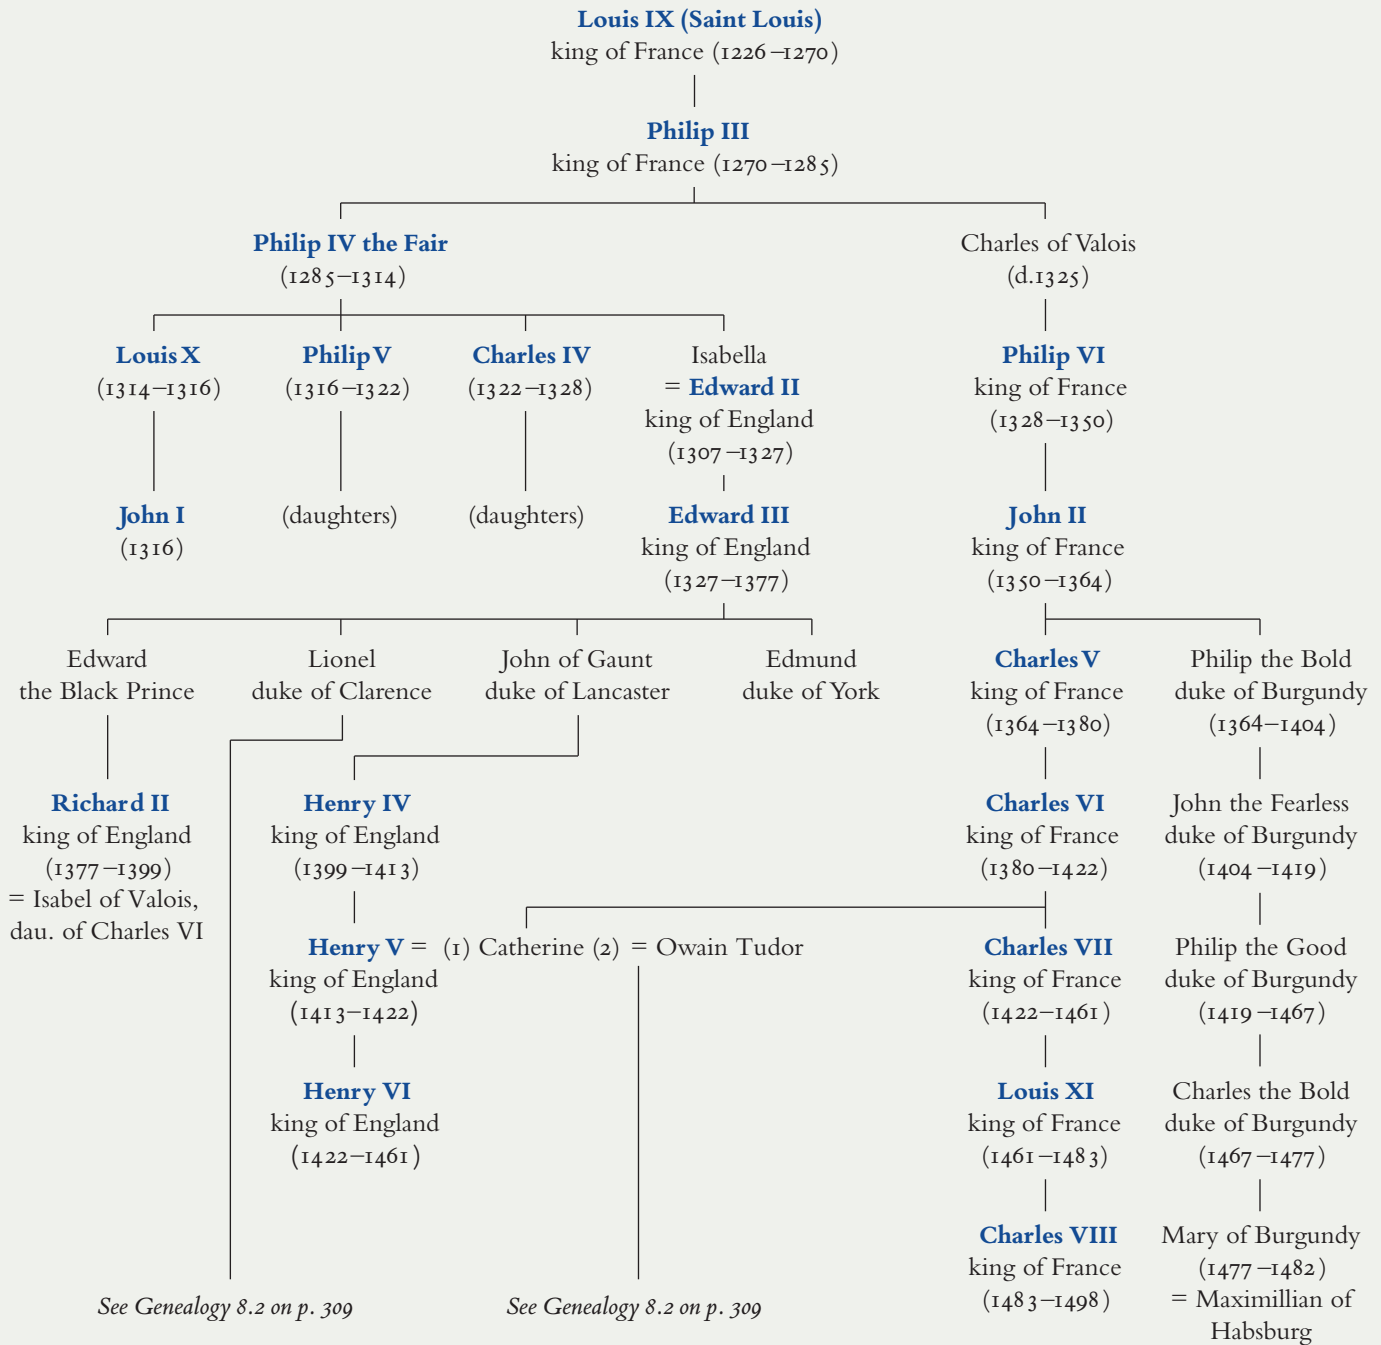 Louis IX (Saint Louis)
king of France (1226–1270)
Philip III
king of France (1270–1285)
Philip IV the Fair
(1285–1314)
Charles of Valois
(d.1325)
Louis X
(1314–1316)
Philip V
(1316–1322)
Charles IV
(1322–1328)
Isabella
= Edward II
king of England
(1307–1327)
Philip VI
king of France
(1328–1350)
John I
(1316)
(daughters)
(daughters)
Edward III
king of England
(1327–1377)
John II
king of France
(1350–1364)
Edward
the Black Prince
Lionel
duke of Clarence
John of Gaunt
duke of Lancaster
Edmund
duke of York
Charles V
king of France
(1364–1380)
Philip the Bold
duke of Burgundy
(1364–1404)
Richard II
king of England
(1377–1399)
= Isabel of Valois,
dau. of Charles VI
Henry IV
king of England
(1399–1413)
Charles VI
king of France
(1380–1422)
John the Fearless
duke of Burgundy
(1404–1419)
Henry V = (1) Catherine (2) = Owain Tudor
king of England
(1413–1422)
Charles VII
king of France
(1422–1461)
Philip the Good
duke of Burgundy
(1419–1467)
Henry VI
king of England
(1422–1461)
Louis XI
king of France
(1461–1483)
Charles the Bold
duke of Burgundy
(1467–1477)
Charles VIII
king of France
(1483–1498)
Mary of Burgundy
(1477–1482)
= Maximillian of
Habsburg
See Genealogy 8.2 on p. 309
See Genealogy 8.2 on p. 309